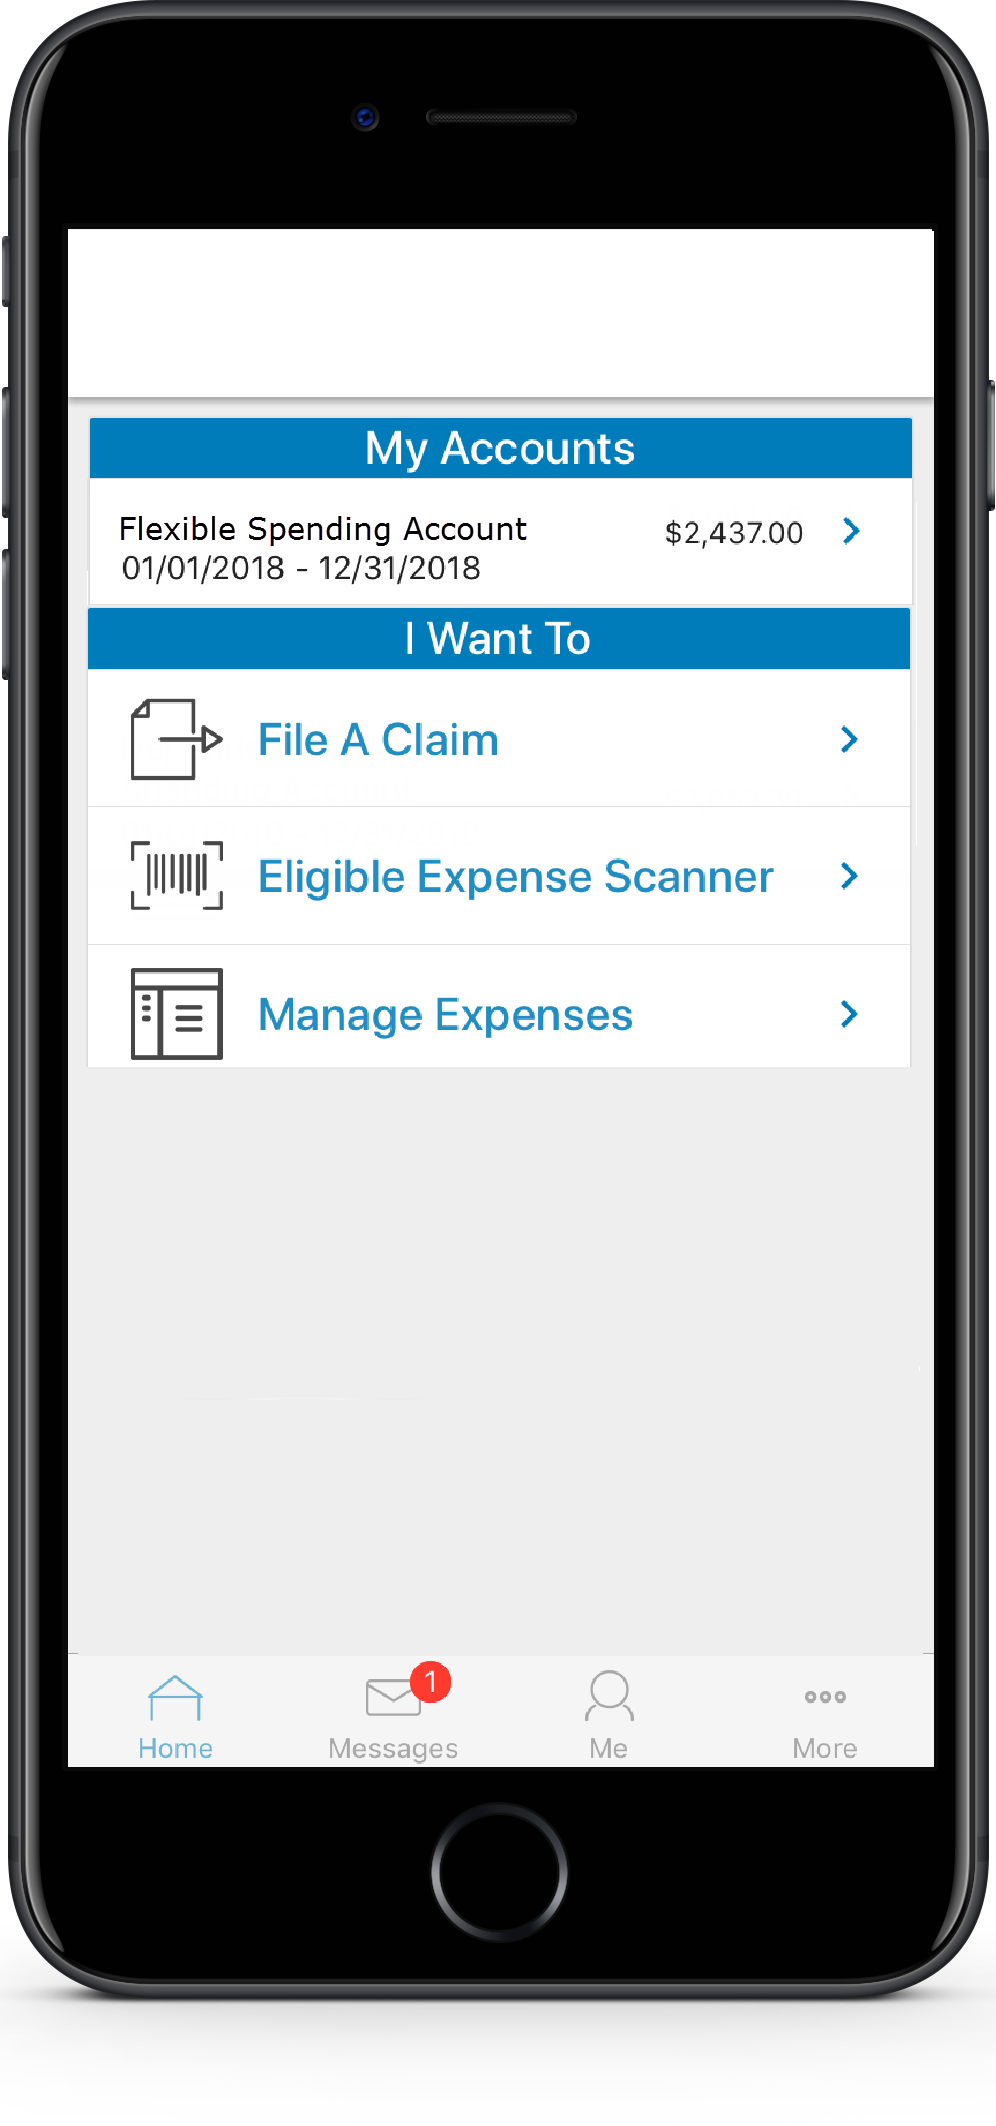 My Accounts
Flexible Spending Account
$2,437.00
01/01/2018 - 12/31/2018
I Want To
File A Claim
Eligible Expense Scanner
Manage Expenses
1
Home
Messages
Me
More